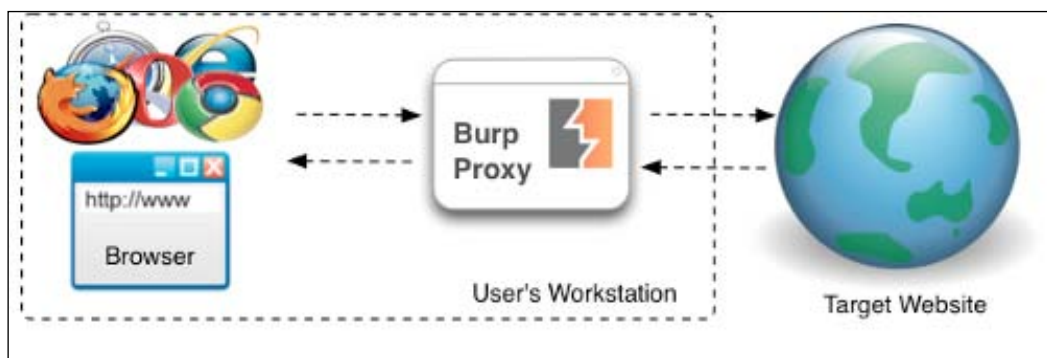 http://www
Browser
Burp
Proxy
User's Workstation
Target Website